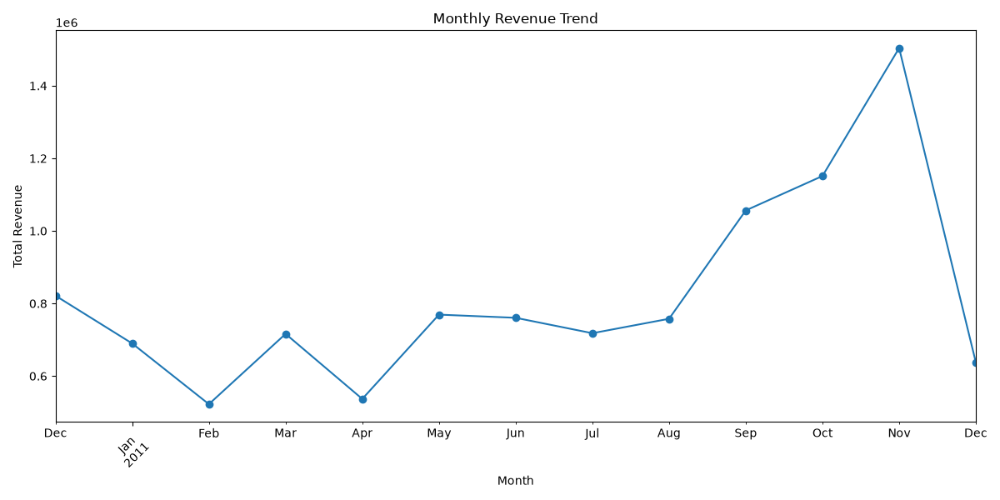 Monthly Revenue Trend
1e6
1.4
1.2
1.0
0.8
0.6
Total Revenue
Dec
Jan
2011
Feb
Mar
Apr
May
Jun
Jul
Aug
Sep
Oct
Nov
Dec
Month